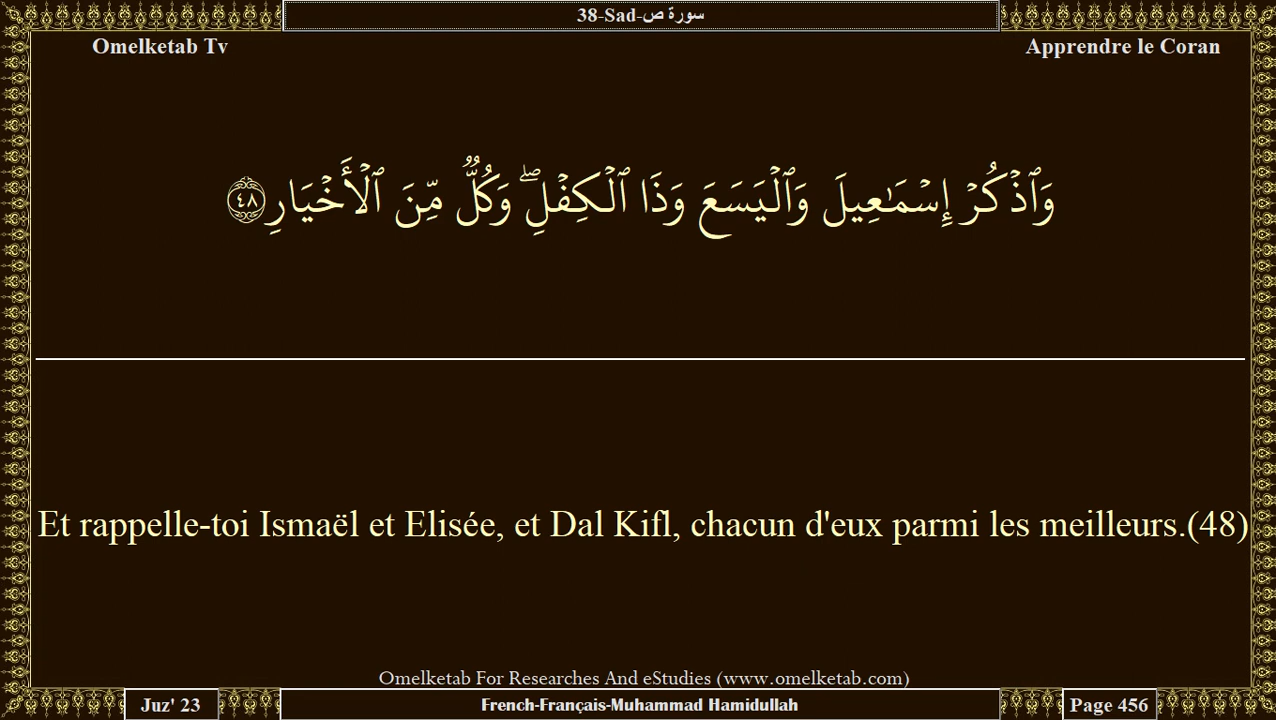 38-Sad-سورة ص
Omelketab Tv
Apprendre le Coran
وَٱذۡكُرۡ إِسۡمَٰعِيلَ وَٱلۡيَسَعَ وَذَا ٱلۡكِفۡلِۖ وَكُلّٞ مِّنَ ٱلۡأَخۡيَارِ ٤٨
Et rappelle-toi Ismaël et Elisée, et Dal Kifl, chacun d'eux parmi les meilleurs.(48)
Omelketab For Researches And eStudies (www.omelketab.com)
Juz' 23
French-Français-Muhammad Hamidullah
Page 456